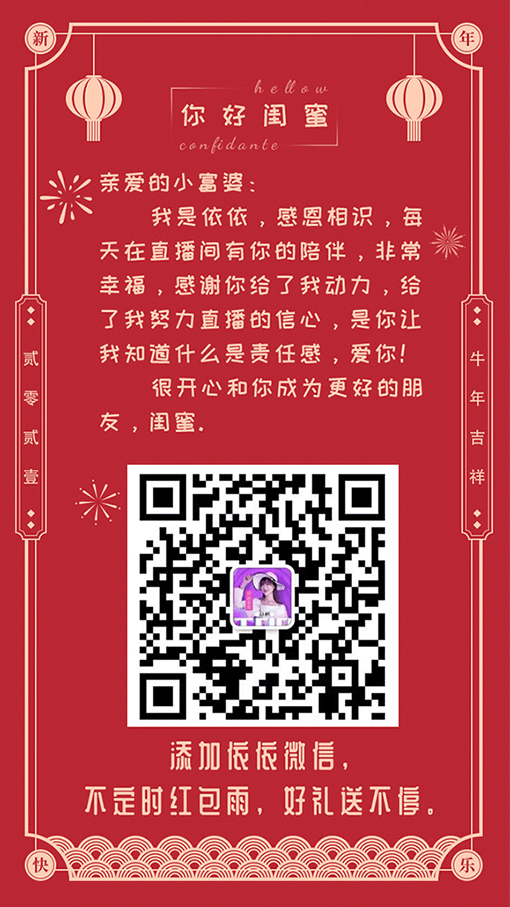 新
年
hellow
你好闺蜜
confidante
亲爱的小富婆：
我是依依，感恩相识，每
天在直播间有你的陪伴，非常
幸福，感谢你给了我动力，给
了我努力直播的信心，是你让
我知道什么是责任感，爱你！
很开心和你成为更好的朋
友，闺蜜.
贰零贰壹
牛年吉祥
添加依依微信，
不定时红包雨，好礼送不停。
快
乐